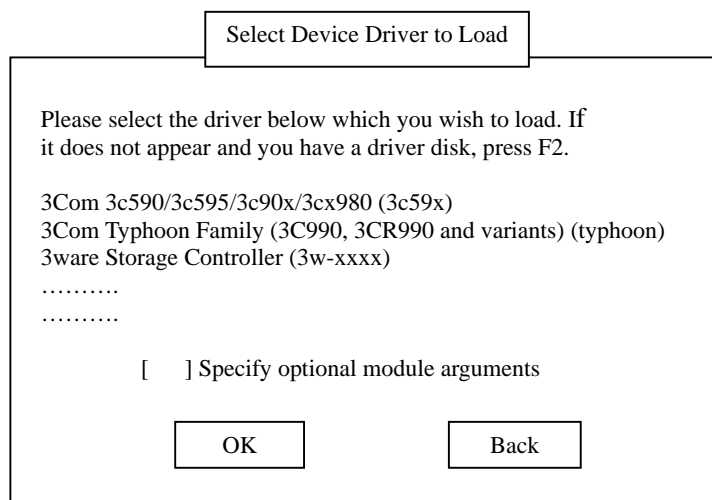 Select Device Driver to Load
Please select the driver below which you wish to load. If
it does not appear and you have a driver disk, press F2.
3Com 3c590/3c595/3c90x/3cx980 (3c59x)
3Com Typhoon Family (3C990, 3CR990 and variants) (typhoon)
3ware Storage Controller (3w-xxxx)
……….
……….
[ ] Specify optional module arguments
OK Back